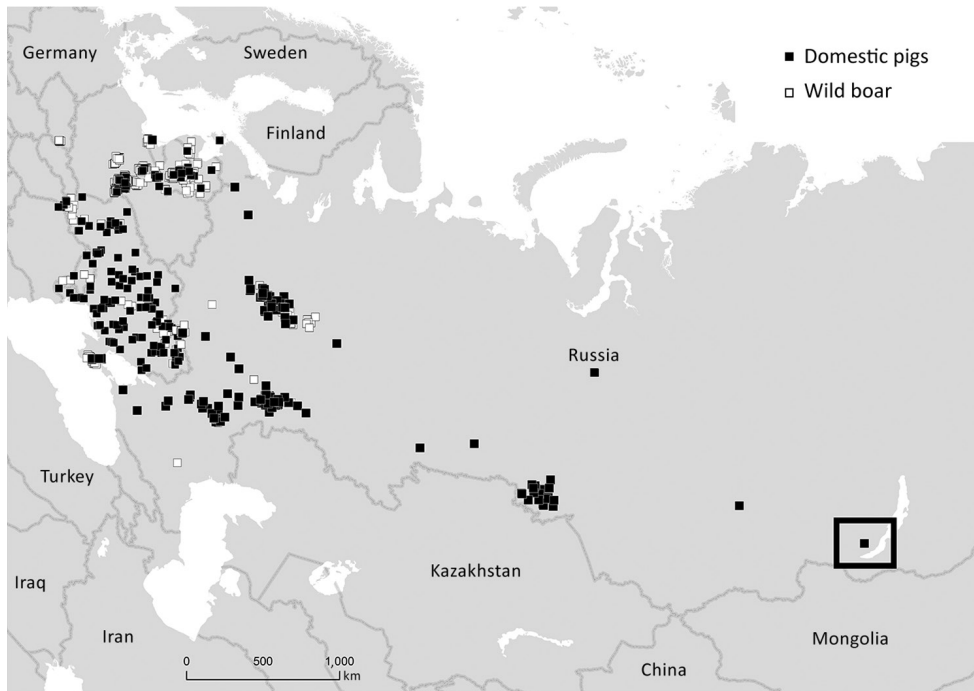 Germany
Sweden
Domestic pigs
Wild boar
Finland
Russia
Turkey
Kazakhstan
Iraq
Iran
Mongolia
China
0 500 1,000
km